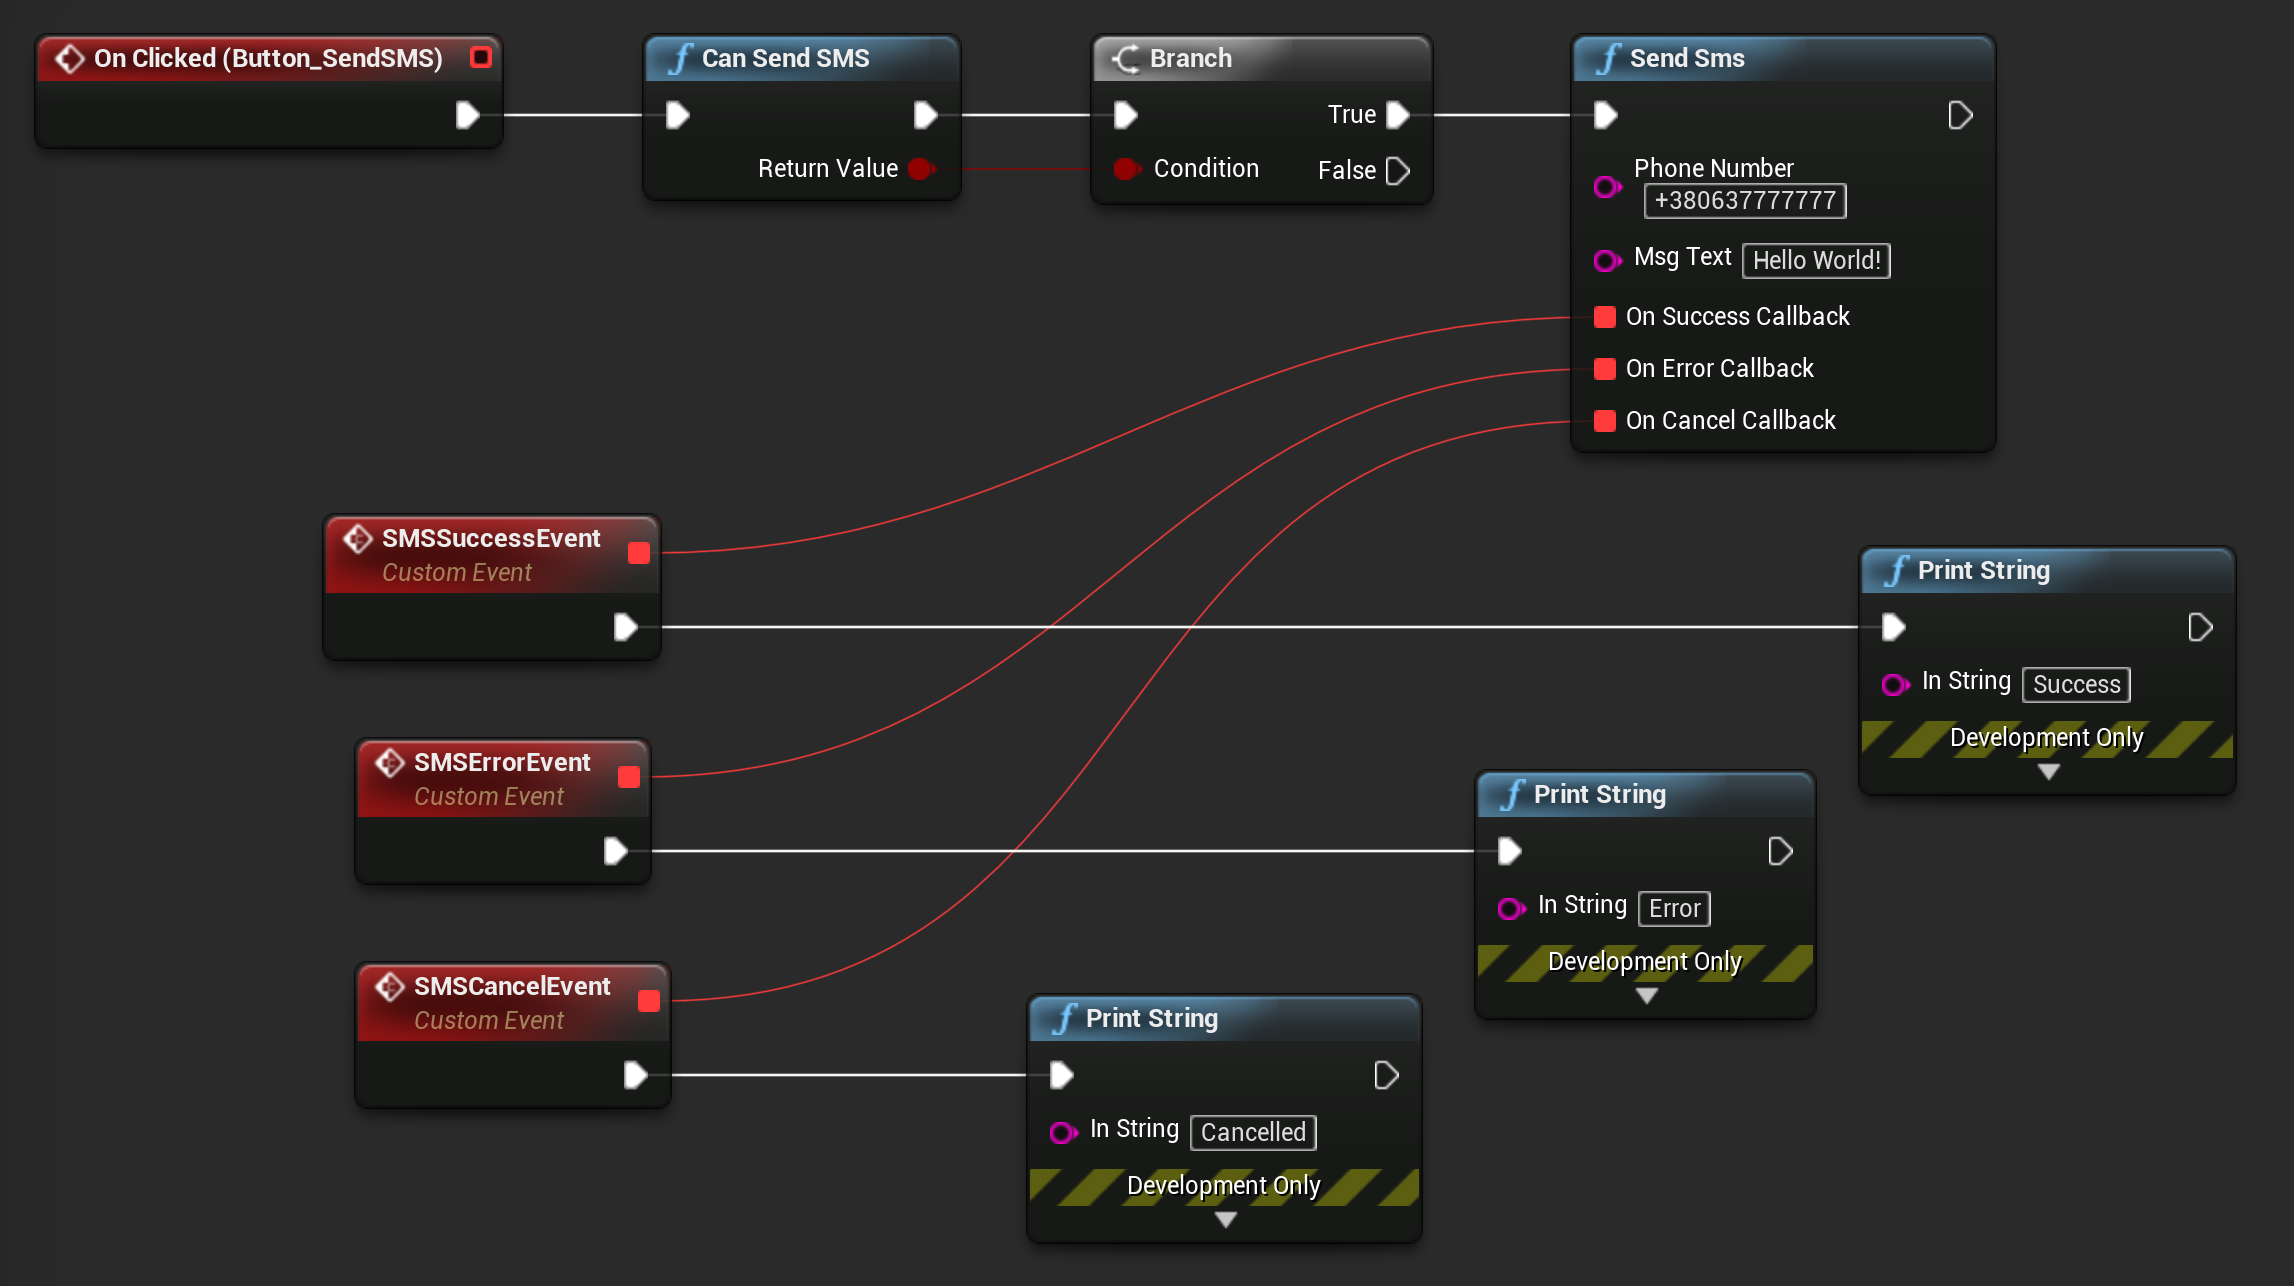 On Clicked (Button_SendSMS)
Can Send SMS
Return Value
Branch
True
Condition
False
Send Sms
Phone Number
+380637777777
Msg Text Hello World!
On Success Callback
On Error Callback
On Cancel Callback
SMSSuccessEvent
Custom Event
Print String
In String Success
Development Only
SMSErrorEvent
Custom Event
Print String
In String Error
Development Only
SMSCancelEvent
Custom Event
Print String
In String Cancelled
Development Only